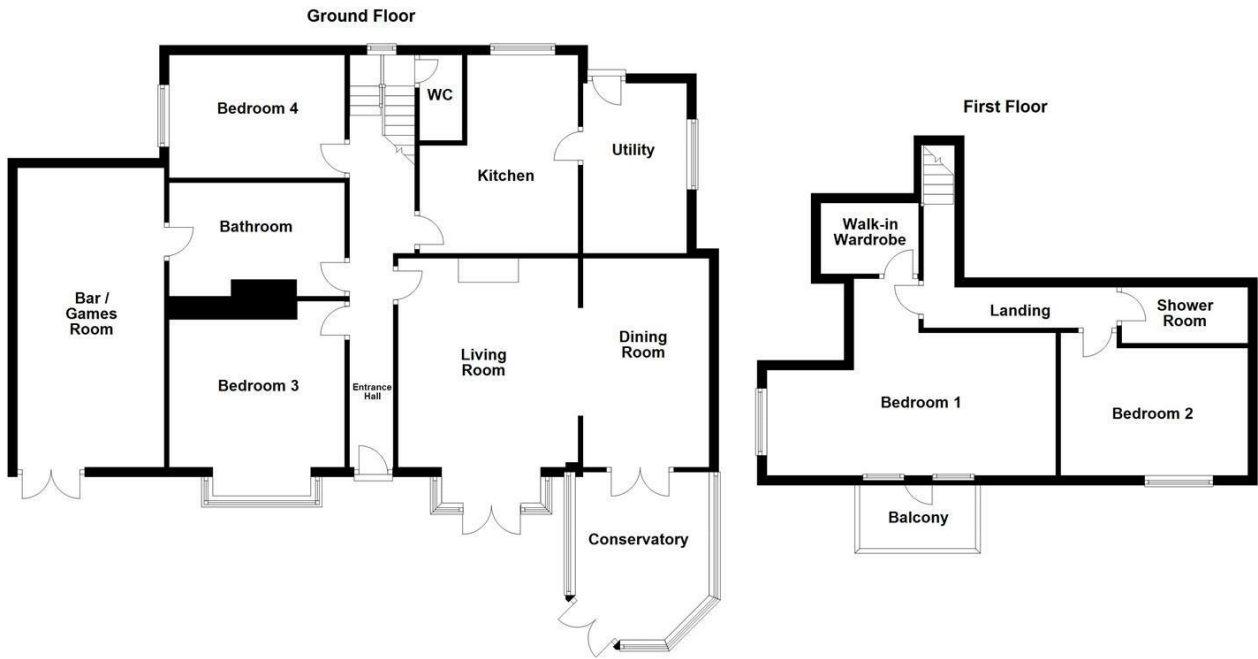 Ground Floor
Bedroom 4
WC
Kitchen
Utility
Bathroom
Bar /
Games
Room
Bedroom 3
Entrance
Hall
Living
Room
Dining
Room
Conservatory
First Floor
Walk-in
Wardrobe
Landing
Shower
Room
Bedroom 1
Bedroom 2
Balcony